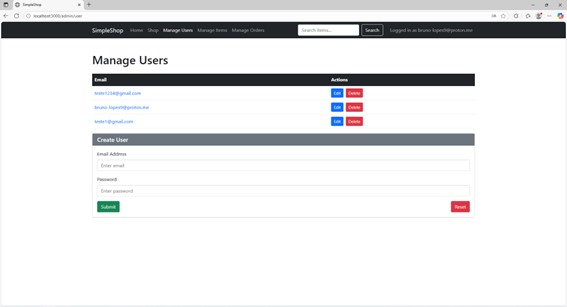 SimpleShop
localhost:3000/admin/user
SimpleShop Home Shop Manage Users Manage Items Manage Orders Search items... Search Logged in as bruno-lopes9@proton.me
Manage Users
Email Actions
tester1234@gmail.com Edit Delete
bruno-lopes9@proton.me Edit Delete
tester1@gmail.com Edit Delete
Create User
Email Address
Enter email
Password
Enter password
Submit Reset